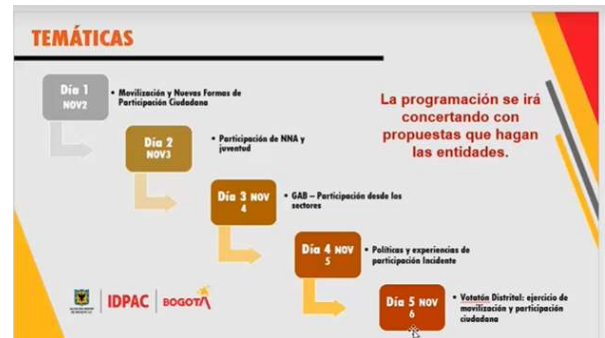 TEMÁTICAS
Día 1
NOV2
• Movilización y Nuevas Formas de
Participación Ciudadana
Día 2
NOV3
• Participación de NNA y
juventud
Día 3 NOV
4
• GAB – Participación desde los
sectores
Día 4 NOV
5
• Políticas y experiencias de
participación Incidente
Día 5 NOV
6
• Votatón Distrital: ejercicio de
movilización y participación
ciudadana
La programación se irá
concertando con
propuestas que hagan
las entidades.
IDPAC
BOGOTÁ